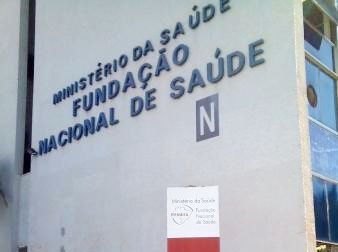 MINISTÉRIO DA SAÚDE
FUNDAÇÃO
NACIONAL DE SAÚDE
N
Ministério da Saúde
FUNASA
Fundação
Nacional
de Saúde